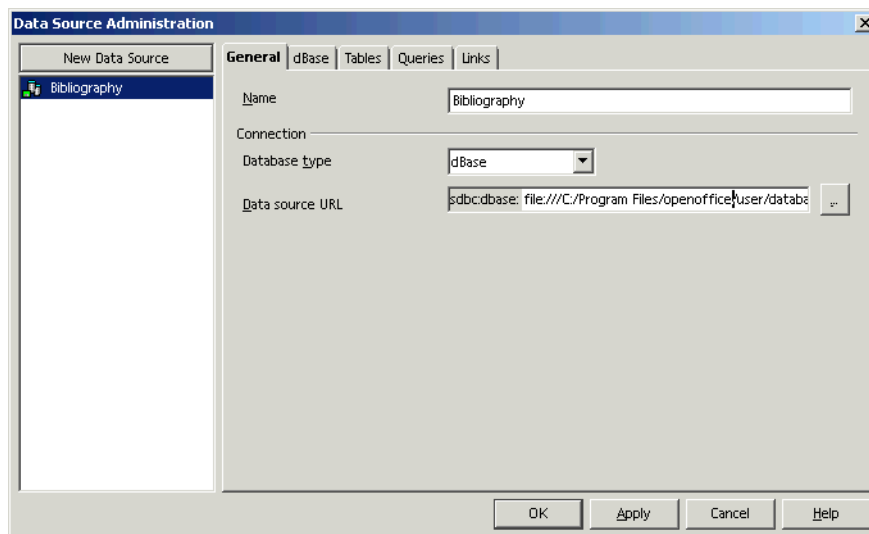 Data Source Administration
New Data Source
Bibliography
General dBase Tables Queries Links
Name Bibliography
Connection
Database type dBase
Data source URL sdbc:dbase: file:///C:/Program Files/openoffice/user/databa ...
OK Apply Cancel Help